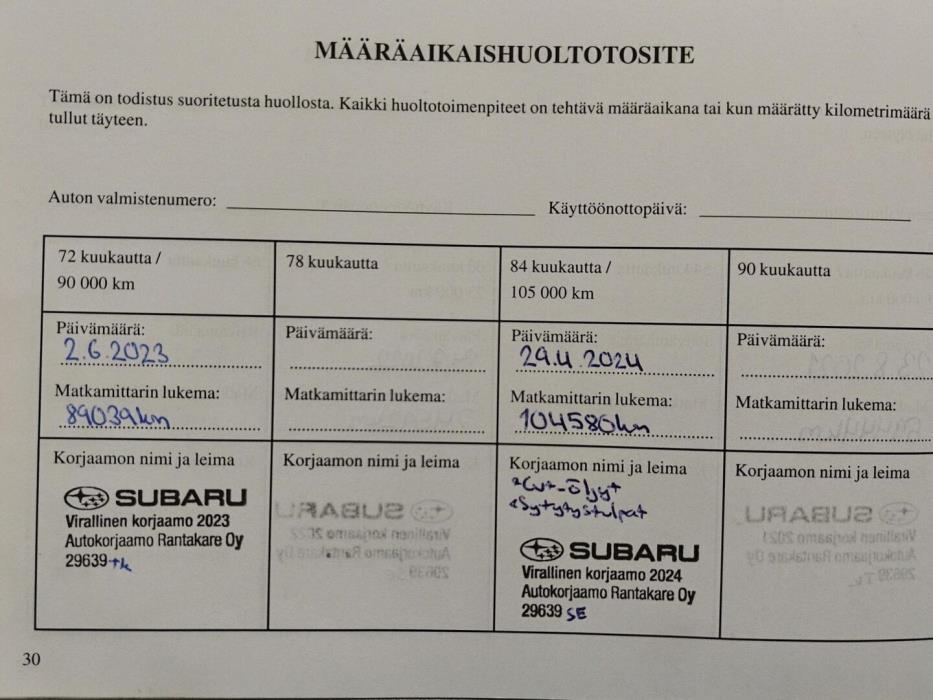 MÄÄRÄAIKAISHUOLTOTOSITE
Tämä on todistus suoritetusta huollosta. Kaikki huoltotoimenpiteet on tehtävä määräaikana tai kun määrätty kilometrimäärä
tullut täyteen.
Auton valmistenumero:
Käyttöönottopäivä:
72 kuukautta /
90 000 km
78 kuukautta
84 kuukautta /
105 000 km
90 kuukautta
Päivämäärä:
2.6.2023
Päivämäärä:
Päivämäärä:
29.4.2024
Päivämäärä:
Matkamittarin lukema:
89039km
Matkamittarin lukema:
Matkamittarin lukema:
104580km
Matkamittarin lukema:
Korjaamon nimi ja leima
SUBARU
Virallinen korjaamo 2023
Autokorjaamo Rantakare Oy
29639 tk
Korjaamon nimi ja leima
Korjaamon nimi ja leima
*Cvt-öljyt
*Sytytystulpat
SUBARU
Virallinen korjaamo 2024
Autokorjaamo Rantakare Oy
29639 SE
Korjaamon nimi ja leima
30